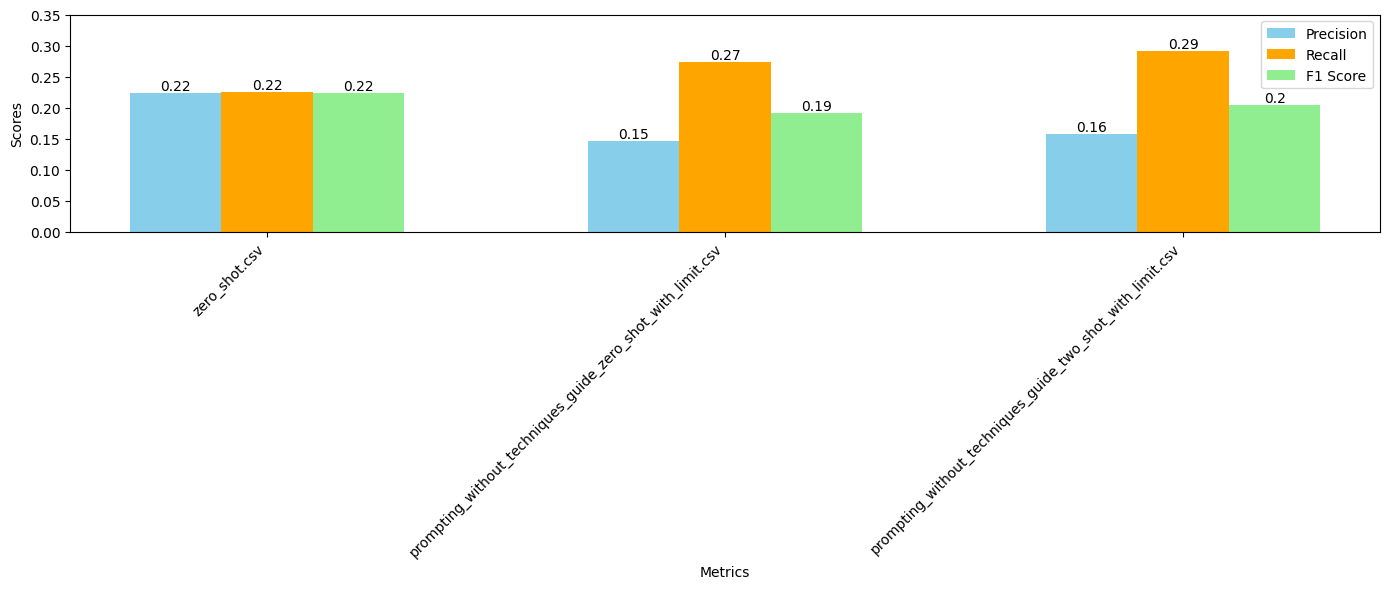 0.35
0.30
0.25
0.20
0.15
0.10
0.05
0.00
Scores
0.22
0.22
0.22
0.15
0.27
0.19
0.16
0.29
0.2
Precision
Recall
F1 Score
zero_shot.csv
prompting_without_techniques_guide_zero_shot_with_limit.csv
prompting_without_techniques_guide_two_shot_with_limit.csv
Metrics